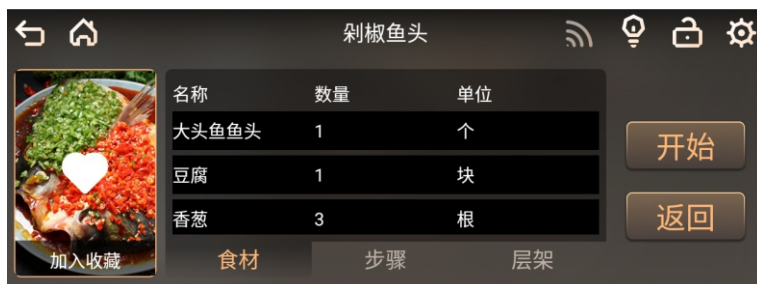 剁椒鱼头
名称 数量 单位
大头鱼鱼头 1 个
豆腐 1 块
香葱 3 根
开始
返回
加入收藏
食材 步骤 层架